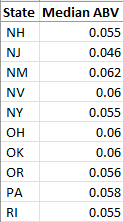 State Median ABV
NH 0.055
NJ 0.046
NM 0.062
NV 0.06
NY 0.055
OH 0.06
OK 0.06
OR 0.056
PA 0.058
RI 0.055